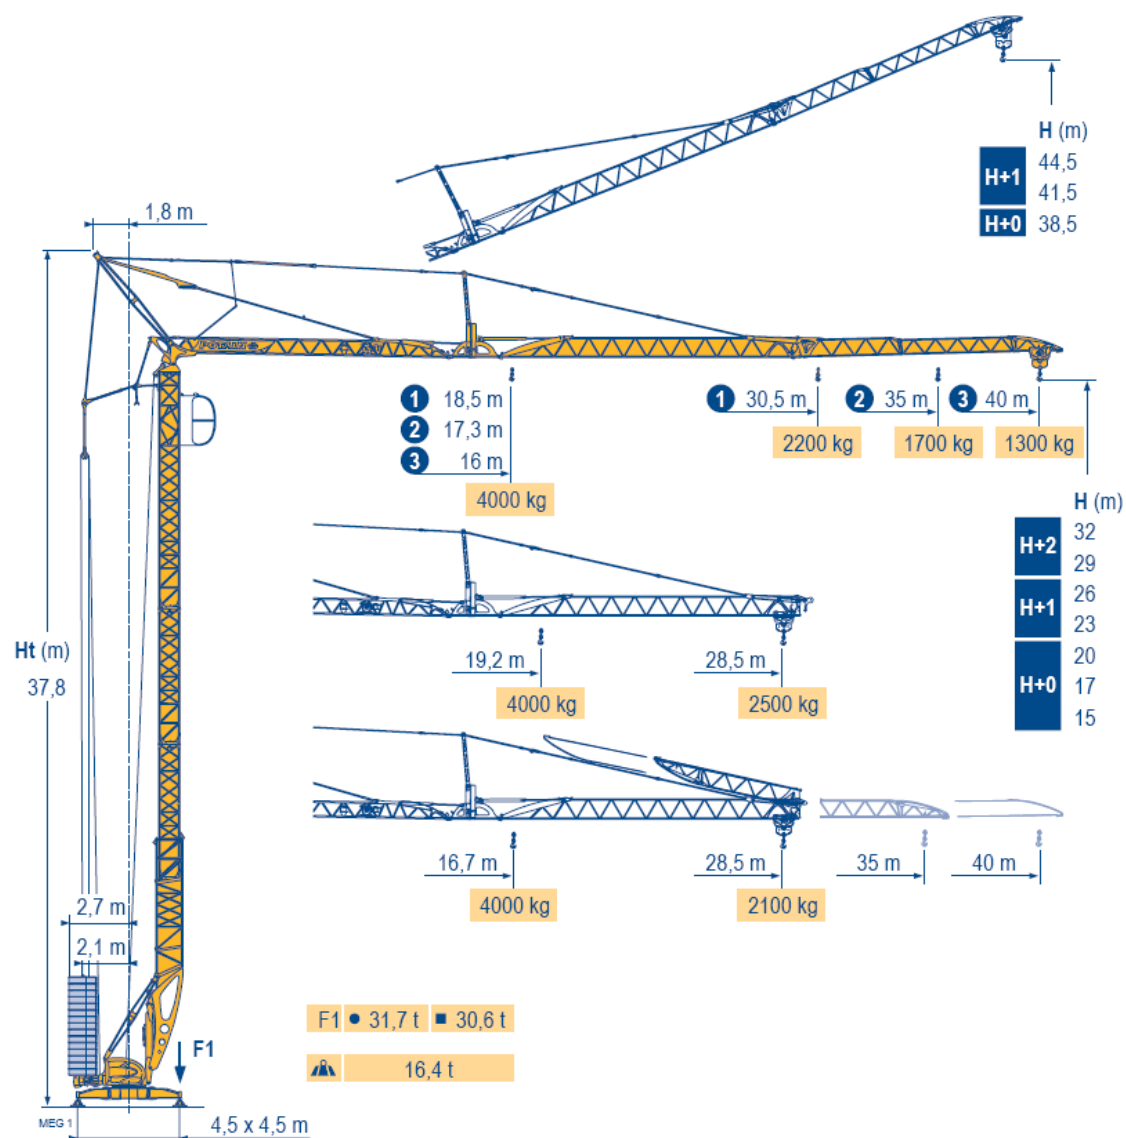 H (m)
H+1
44,5
41,5
H+0 38,5
1,8 m
POTAIN
1 18,5 m
2 17,3 m
3 16 m
4000 kg
1 30,5 m
2200 kg
2 35 m
1700 kg
3 40 m
1300 kg
H (m)
H+2
32
29
H+1
26
23
H+0
20
17
15
19,2 m
4000 kg
28,5 m
2500 kg
Ht (m)
37,8
16,7 m
4000 kg
28,5 m
2100 kg
35 m
40 m
2,7 m
2,1 m
F1 ● 31,7 t ■ 30,6 t
16,4 t
F1
MEG 1
4,5 x 4,5 m